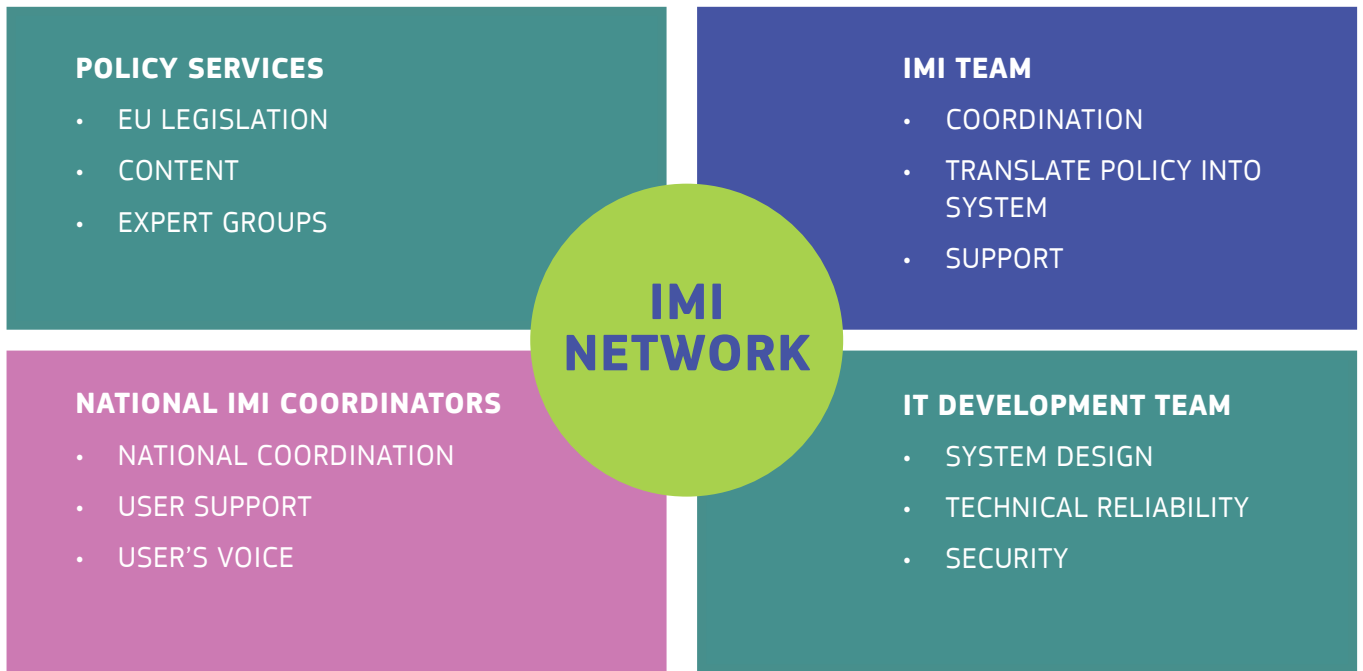 POLICY SERVICES
• EU LEGISLATION
• CONTENT
• EXPERT GROUPS
IMI TEAM
• COORDINATION
• TRANSLATE POLICY INTO
SYSTEM
• SUPPORT
IMI
NETWORK
NATIONAL IMI COORDINATORS
• NATIONAL COORDINATION
• USER SUPPORT
• USER’S VOICE
IT DEVELOPMENT TEAM
• SYSTEM DESIGN
• TECHNICAL RELIABILITY
• SECURITY